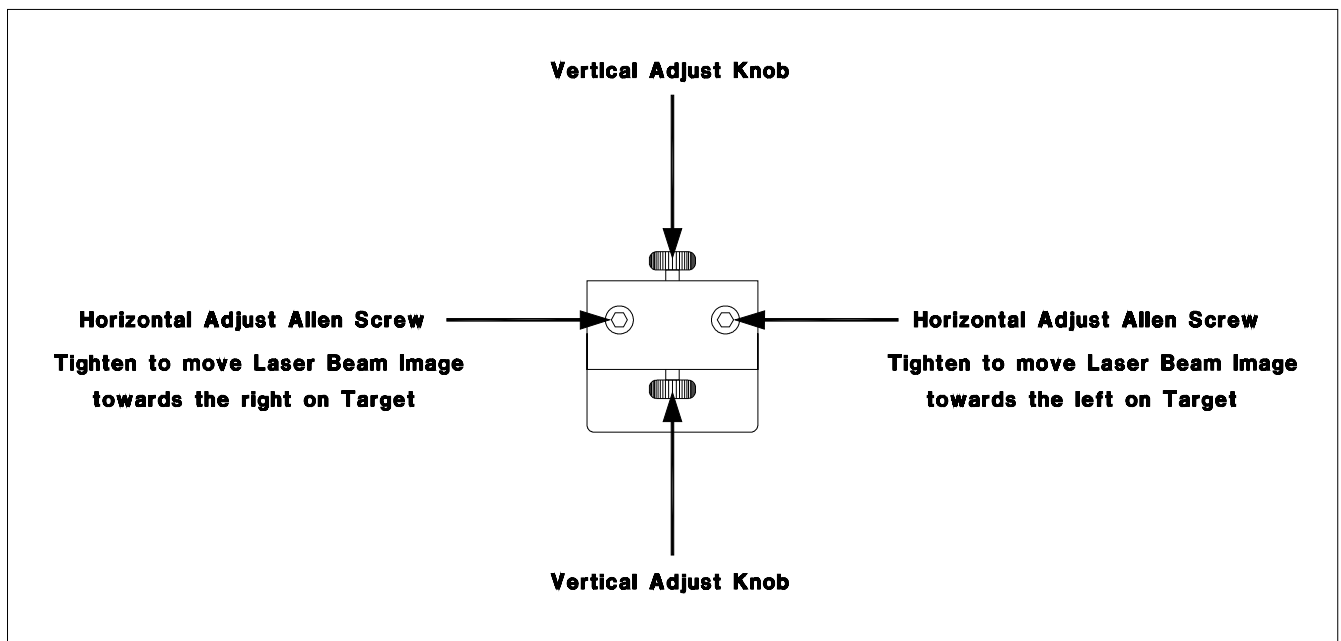 Vertical Adjust Knob
Horizontal Adjust Allen Screw
Tighten to move Laser Beam Image
towards the right on Target
Horizontal Adjust Allen Screw
Tighten to move Laser Beam Image
towards the left on Target
Vertical Adjust Knob